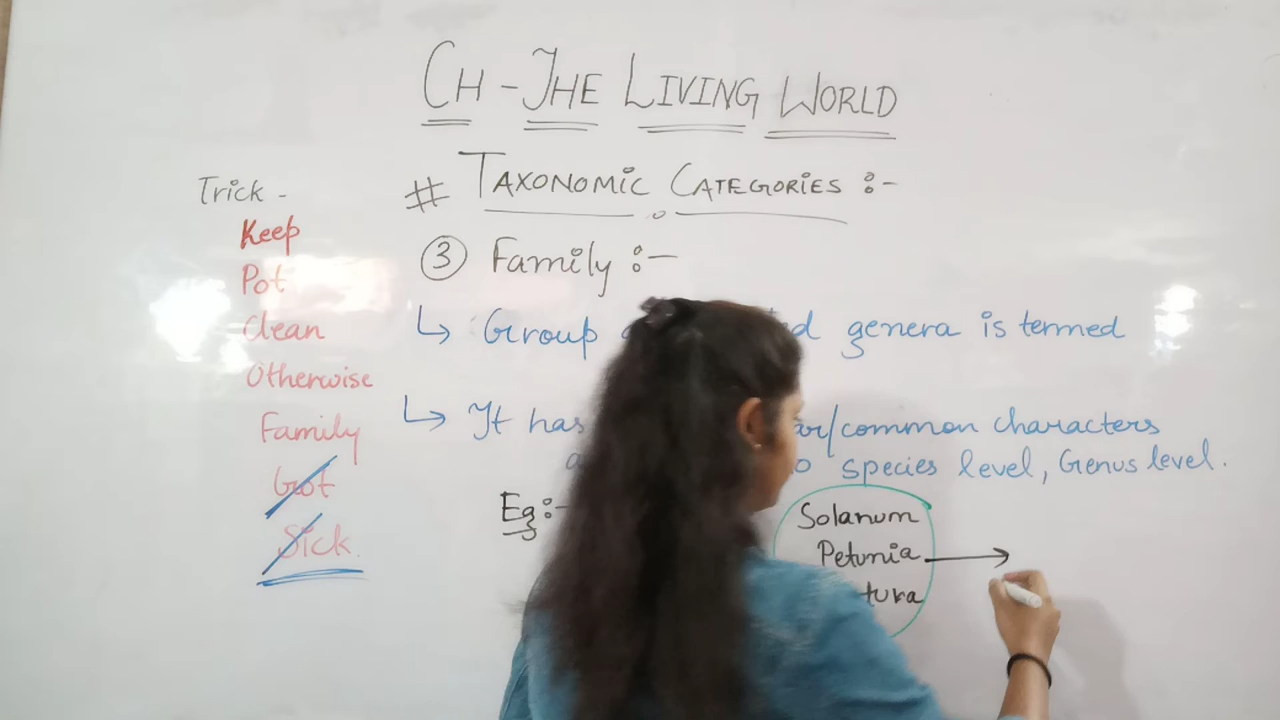 CH - THE LIVING WORLD
# TAXONOMIC CATEGORIES :-
Trick -
Keep
Pot
Clean
Otherwise
Family
Got
Sick
③ Family :-
↳ Group genera is termed
↳ It has /common characters
species level, Genus level.
Eg:-
Solanum
Petunia